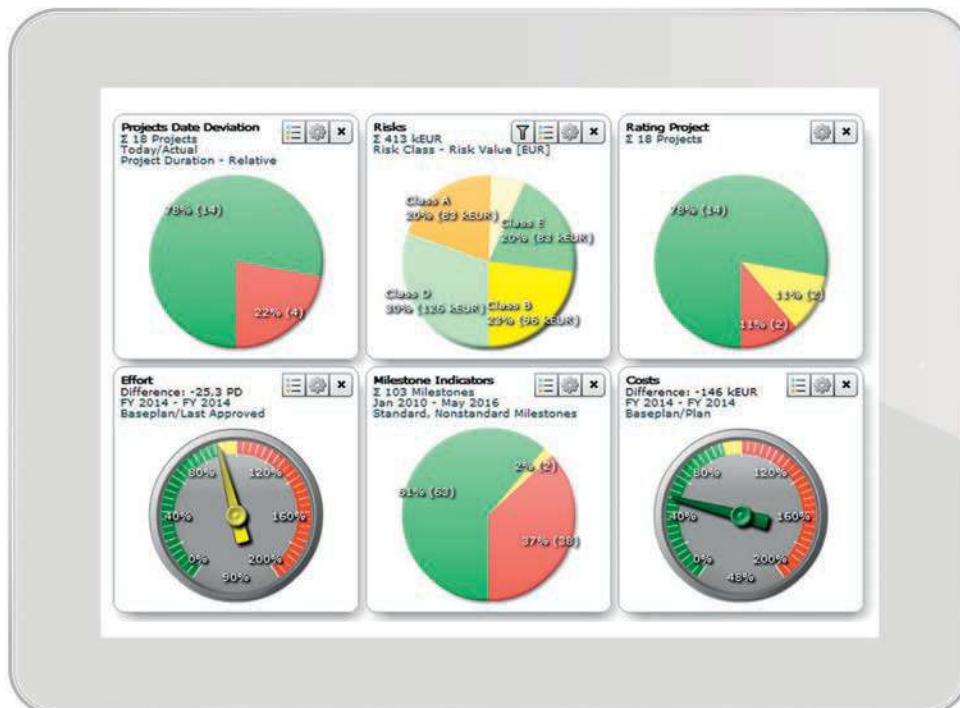 Projects Date Deviation
Σ 18 Projects
Today/Actual
Project Duration - Relative
78% (14)
22% (4)
Risks
Σ 413 kEUR
Risk Class - Risk Value [EUR]
Class A
20% (83 kEUR)
Class E
20% (83 kEUR)
Class D
30% (126 kEUR)
Class B
23% (96 kEUR)
Rating Project
Σ 18 Projects
78% (14)
11% (2)
11% (2)
Effort
Difference: -25,3 PD
FY 2014 - FY 2014
Baseplan/Last Approved
80%
120%
40%
160%
0%
200%
90%
Milestone Indicators
Σ 103 Milestones
Jan 2010 - May 2016
Standard, Nonstandard Milestones
2% (2)
61% (63)
37% (38)
Costs
Difference: -146 kEUR
FY 2014 - FY 2014
Baseplan/Plan
80%
120%
40%
160%
0%
200%
48%